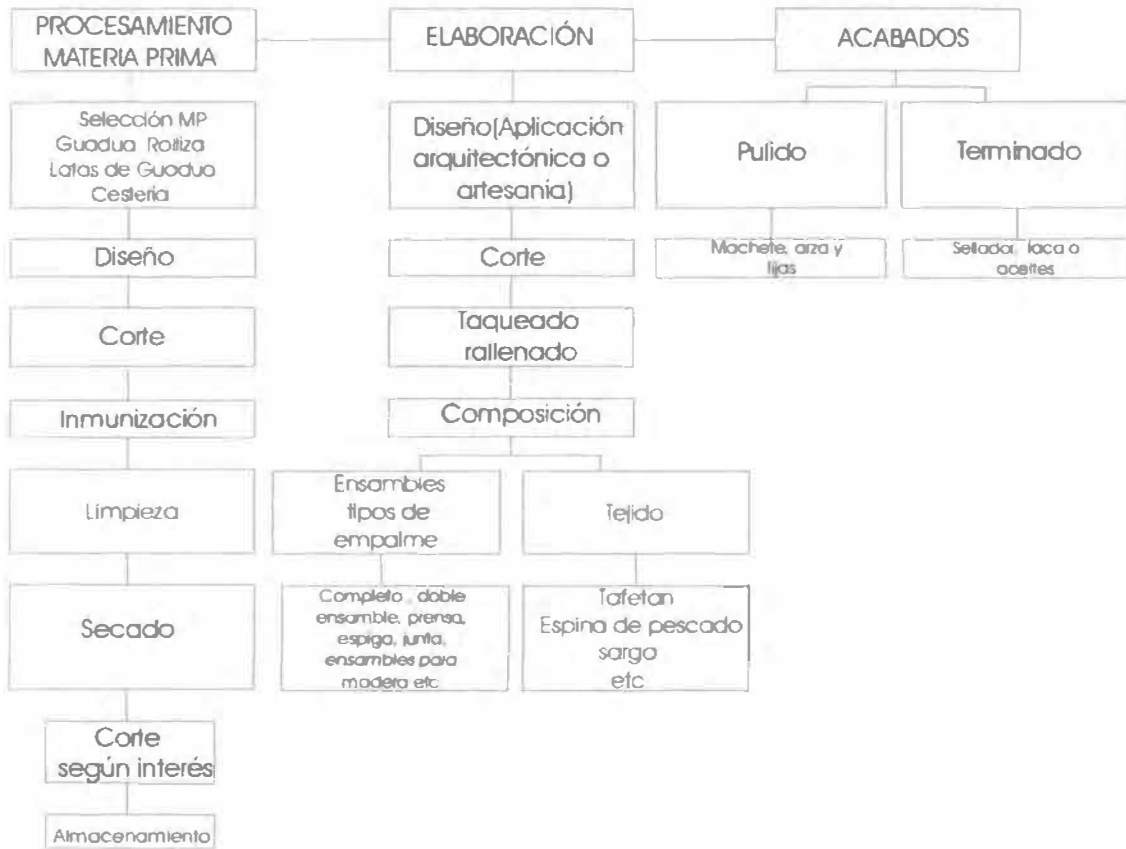 PROCESAMIENTO
MATERIA PRIMA
Selección MP
Guadua Rolliza
Latas de Guadua
Cestería
Diseño
Corte
Inmunización
Limpieza
Secado
Corte
según interés
Almacenamiento
ELABORACIÓN
Diseño(Aplicación
arquitectónica o
artesanía)
Corte
Taqueado
rallenado
Composición
Ensambles
tipos de
empalme
Completo , doble
ensamble, prensa,
espiga, junta,
ensambles para
madera etc
Tejido
Tafetan
Espina de pescado
sarga
etc
ACABADOS
Pulido
Machete, arza y
lijas
Terminado
Sellador, laca o
aceites